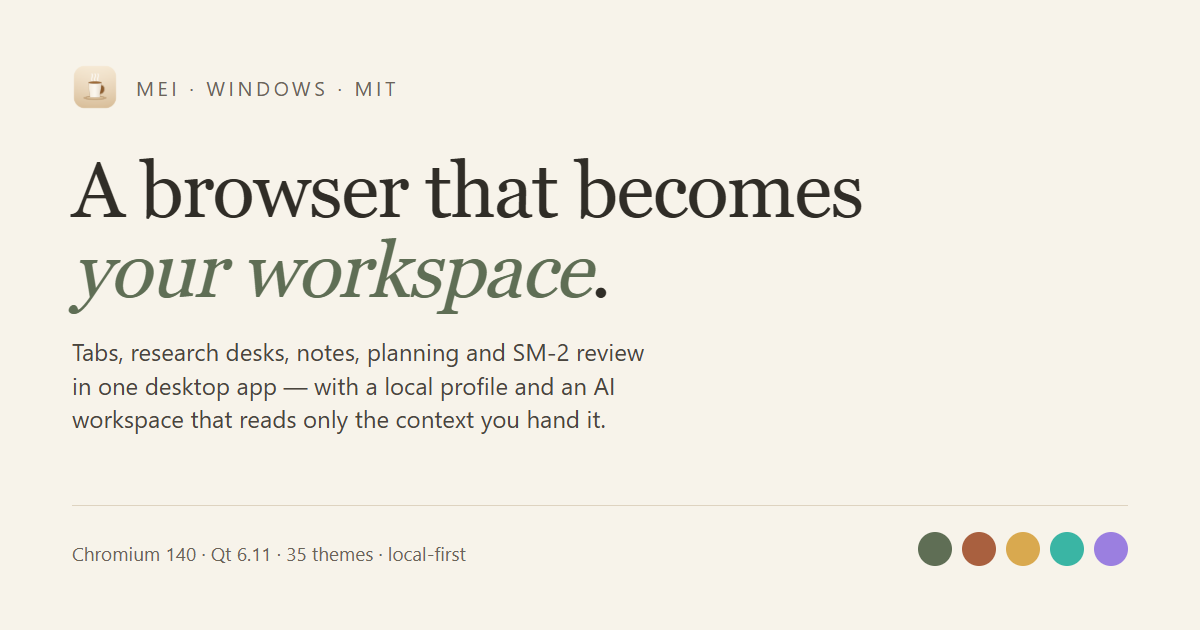 MEI · WINDOWS · MIT
A browser that becomes
your workspace.
Tabs, research desks, notes, planning and SM-2 review
in one desktop app — with a local profile and an AI
workspace that reads only the context you hand it.
Chromium 140 · Qt 6.11 · 35 themes · local-first